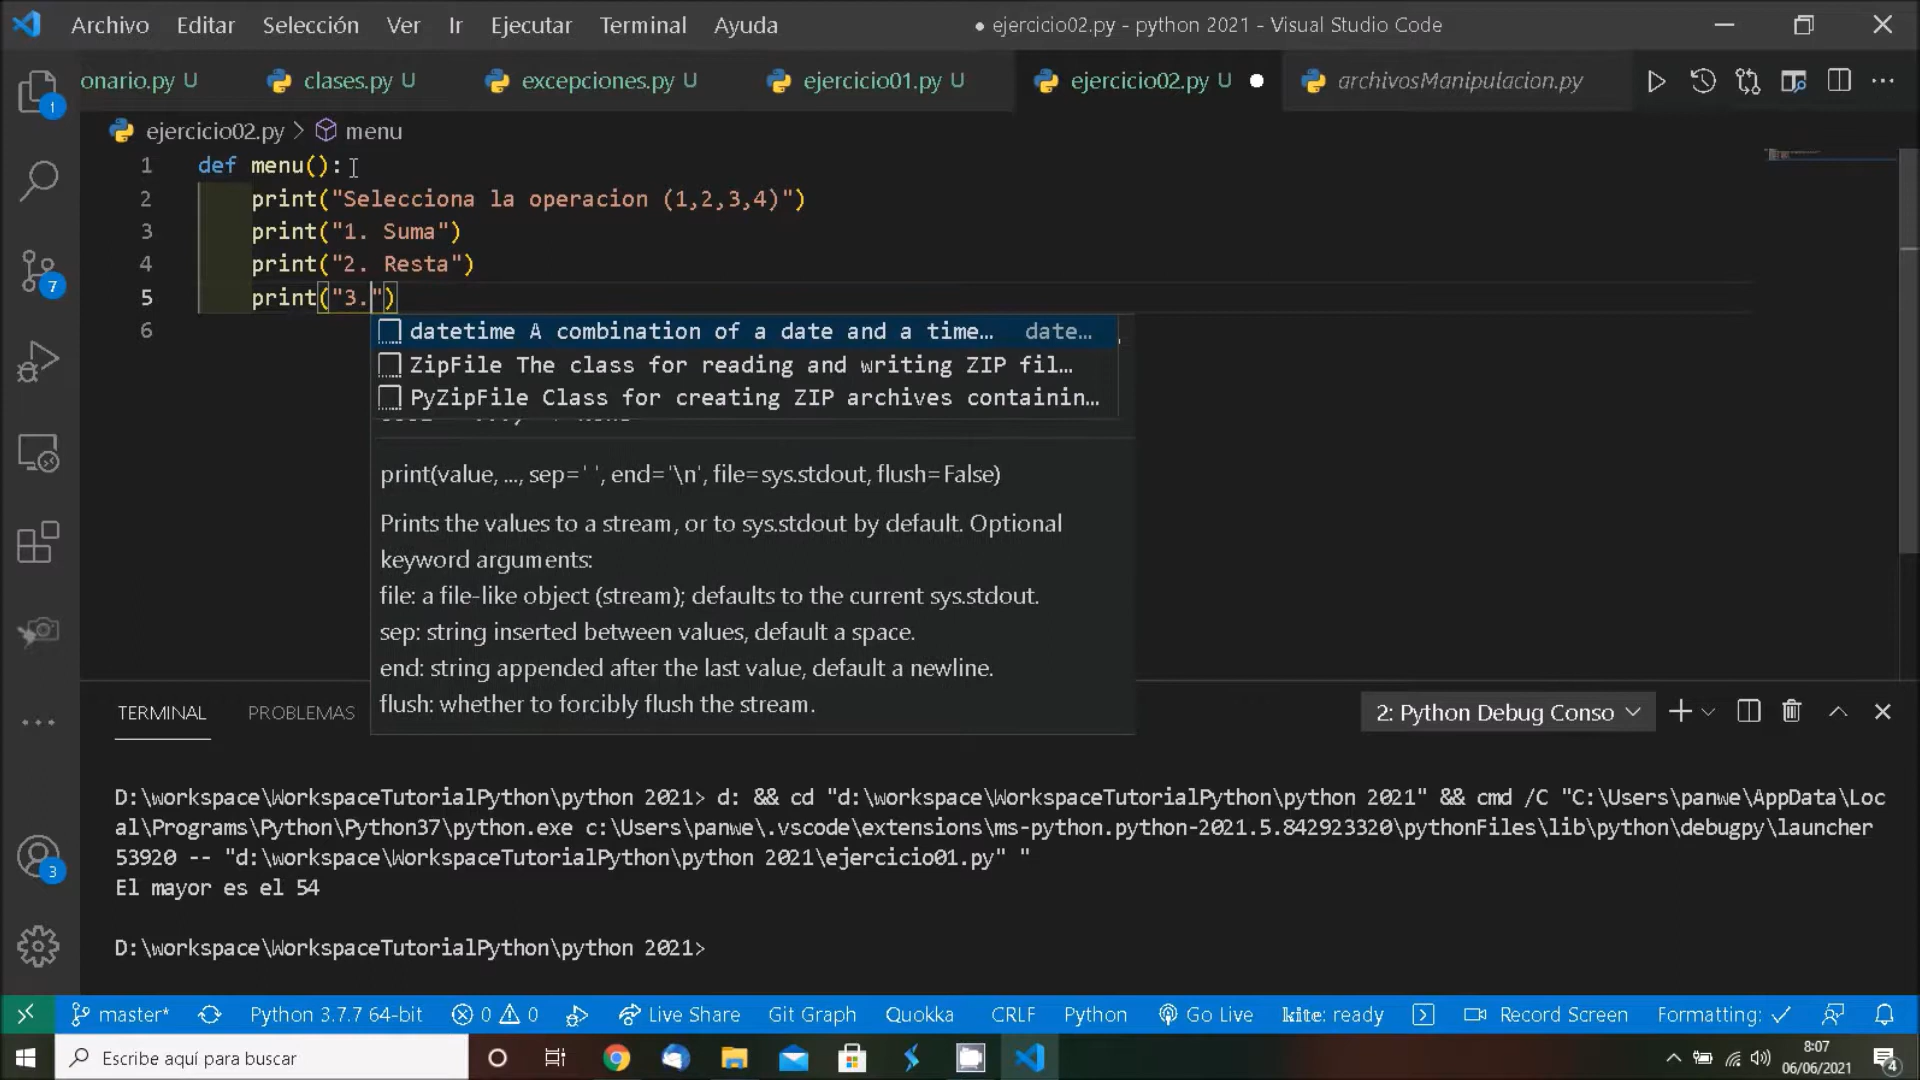 Archivo Editar Selección Ver Ir Ejecutar Terminal Ayuda ● ejercicio02.py - python 2021 - Visual Studio Code
onario.py U clases.py U excepciones.py U ejercicio01.py U ejercicio02.py U archivosManipulacion.py
1
ejercicio02.py > menu
1 def menu():
2 print("Selecciona la operacion (1,2,3,4)")
3 print("1. Suma")
4 print("2. Resta")
7
5 print("3.")
6
datetime A combination of a date and a time… date…
ZipFile The class for reading and writing ZIP fil…
PyZipFile Class for creating ZIP archives containin…
print(value, ..., sep=' ', end='\n', file=sys.stdout, flush=False)
Prints the values to a stream, or to sys.stdout by default. Optional
keyword arguments:
file: a file-like object (stream); defaults to the current sys.stdout.
sep: string inserted between values, default a space.
end: string appended after the last value, default a newline.
flush: whether to forcibly flush the stream.
TERMINAL PROBLEMAS 2: Python Debug Conso
D:\workspace\WorkspaceTutorialPython\python 2021> d: && cd "d:\workspace\WorkspaceTutorialPython\python 2021" && cmd /C "C:\Users\panwe\AppData\Loc
al\Programs\Python\Python37\python.exe c:\Users\panwe\.vscode\extensions\ms-python.python-2021.5.842923320\pythonFiles\lib\python\debugpy\launcher
53920 -- "d:\workspace\WorkspaceTutorialPython\python 2021\ejercicio01.py" "
3
El mayor es el 54
D:\workspace\WorkspaceTutorialPython\python 2021>
master* Python 3.7.7 64-bit 0 0 Live Share Git Graph Quokka CRLF Python Go Live kite: ready Record Screen Formatting: ✓
Escribe aquí para buscar
8:07
06/06/2021
4